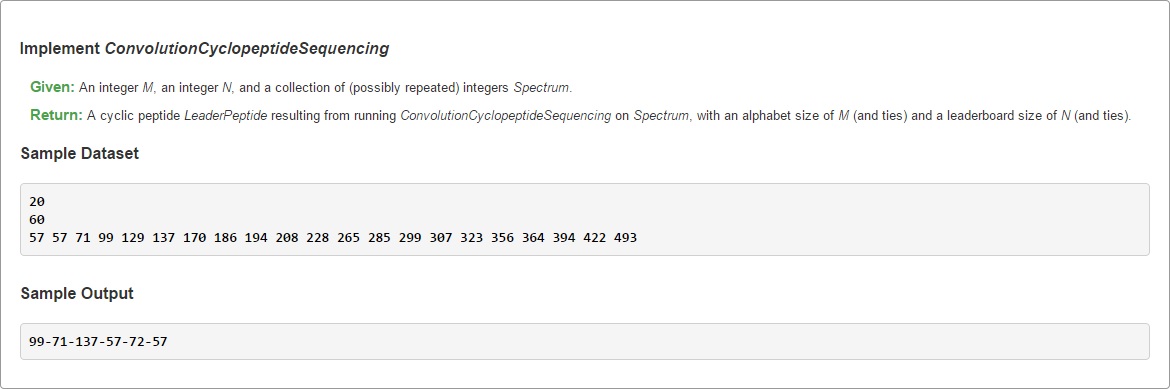 Implement ConvolutionCyclopeptideSequencing
Given: An integer M, an integer N, and a collection of (possibly repeated) integers Spectrum.
Return: A cyclic peptide LeaderPeptide resulting from running ConvolutionCyclopeptideSequencing on Spectrum, with an alphabet size of M (and ties) and a leaderboard size of N (and ties).
Sample Dataset
20
60
57 57 71 99 129 137 170 186 194 208 228 265 285 299 307 323 356 364 394 422 493
Sample Output
99-71-137-57-72-57